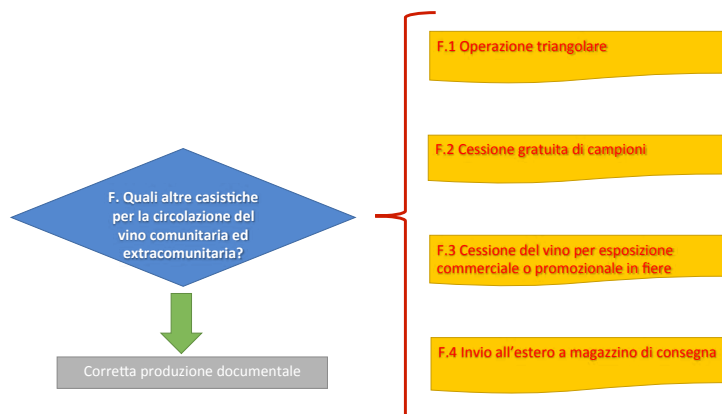 F.1 Operazione triangolare
F.2 Cessione gratuita di campioni
F. Quali altre casistiche
per la circolazione del
vino comunitaria ed
extracomunitaria?
F.3 Cessione del vino per esposizione
commerciale o promozionale in fiere
F.4 Invio all'estero a magazzino di consegna
Corretta produzione documentale